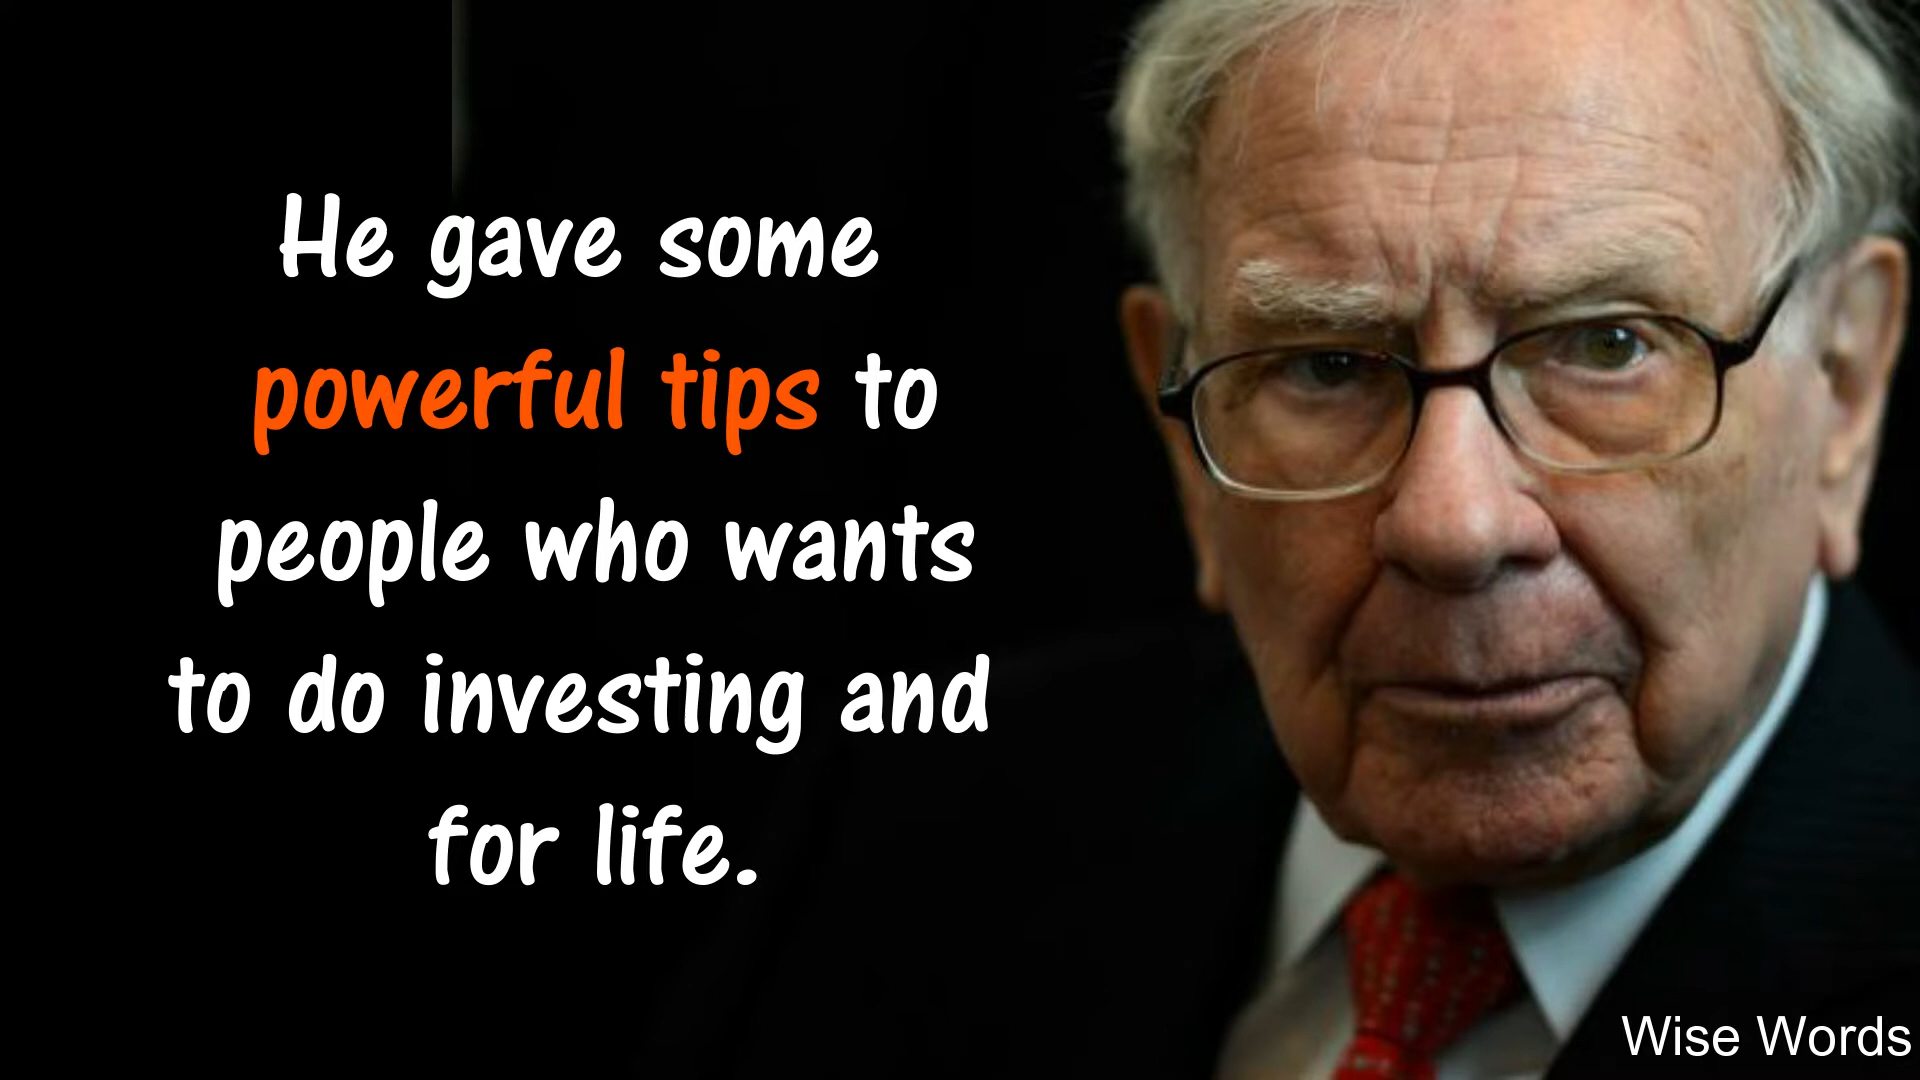 He gave some
powerful tips to
people who wants
to do investing and
for life.
Wise Words